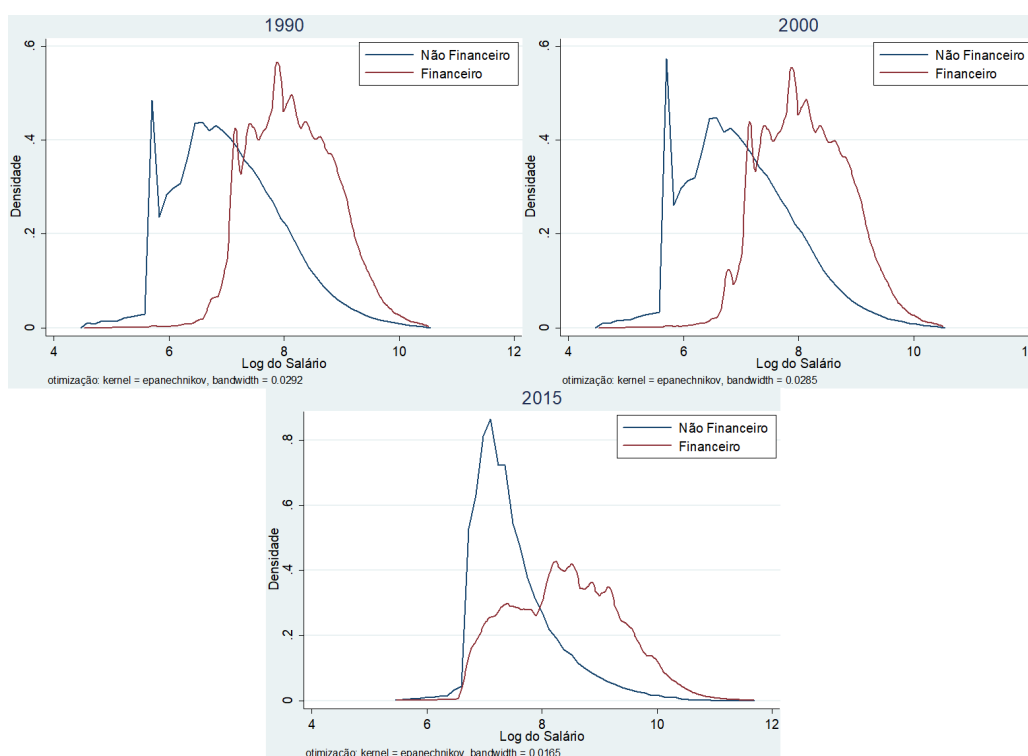 1990
Não Financeiro
Financeiro
Densidade
0 .2 .4 .6
4 6 8 10 12
Log do Salário
otimização: kernel = epanechnikov, bandwidth = 0.0292
2000
Não Financeiro
Financeiro
Densidade
0 .2 .4 .6
4 6 8 10
Log do Salário
otimização: kernel = epanechnikov, bandwidth = 0.0285
2015
Não Financeiro
Financeiro
Densidade
0 .2 .4 .6 .8
4 6 8 10 12
Log do Salário
otimização: kernel = epanechnikov, bandwidth = 0.0165